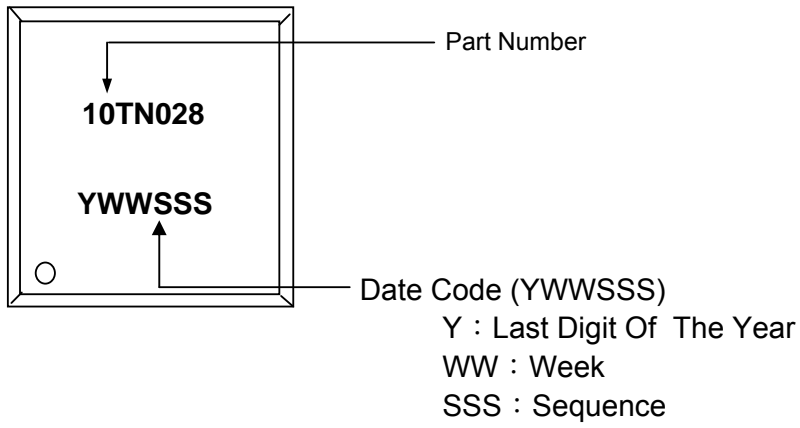 Part Number
10TN028
YWWSSS
Date Code (YWWSSS)
Y：Last Digit Of The Year
WW：Week
SSS：Sequence